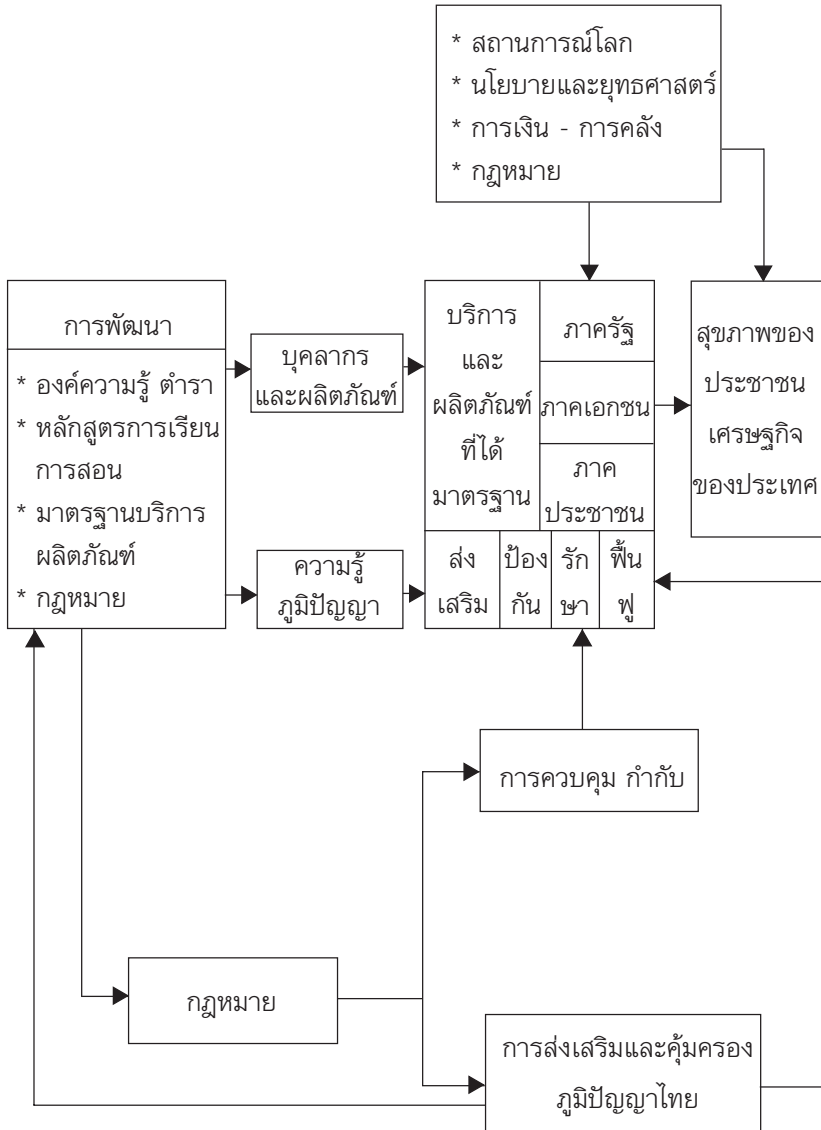 * สถานการณ์โลก
* นโยบายและยุทธศาสตร์
* การเงิน - การคลัง
* กฎหมาย
การพัฒนา
* องค์ความรู้ ตำรา
* หลักสูตรการเรียน
การสอน
* มาตรฐานบริการ
ผลิตภัณฑ์
* กฎหมาย
บุคลากร
และผลิตภัณฑ์
ความรู้
ภูมิปัญญา
บริการ
และ
ผลิตภัณฑ์
ที่ได้
มาตรฐาน
ภาครัฐ
ภาคเอกชน
ภาค
ประชาชน
ส่ง
เสริม
ป้อง
กัน
รัก
ษา
ฟื้น
ฟู
สุขภาพของ
ประชาชน
เศรษฐกิจ
ของประเทศ
การควบคุม กำกับ
กฎหมาย
การส่งเสริมและคุ้มครอง
ภูมิปัญญาไทย